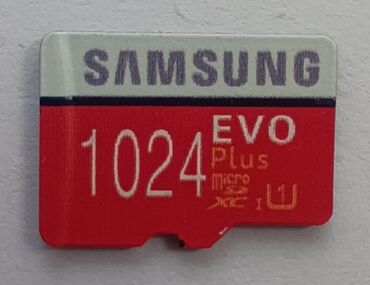 SAMSUNG
1024 EVO
Plus
micro
SD
XC I U1